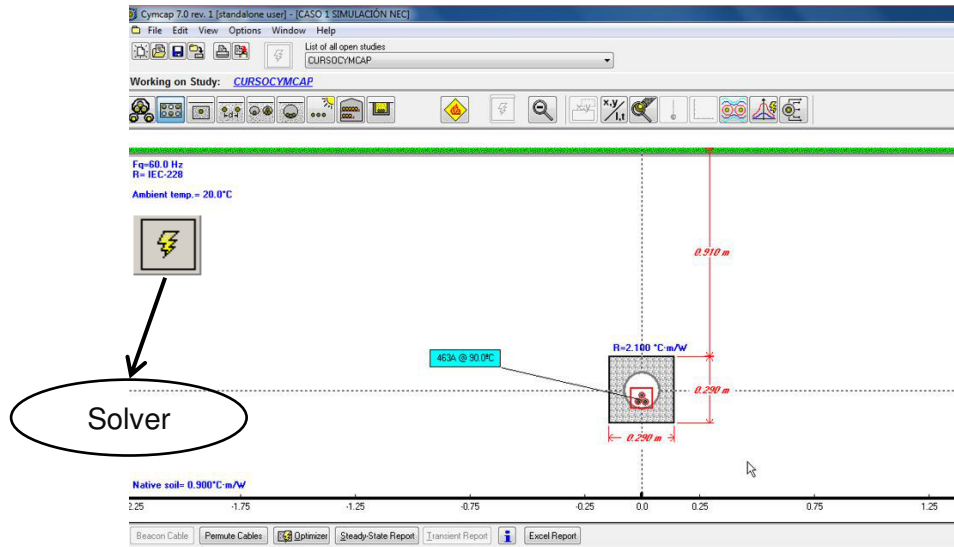 Cymcap 7.0 rev. 1 [standalone user] - [CASO 1 SIMULACIÓN NEC]
File Edit View Options Window Help
List of all open studies
CURSOCYMCAP
Working on Study: CURSOCYMCAP
x,y
I,t
Fq=60.0 Hz
R= IEC-228
Ambient temp.= 20.0°C
0.910 m
R=2.100 °C·m/W
463A @ 90.0ºC
0.290 m
Solver
0.290 m
Native soil= 0.900°C·m/W
2.25 -1.75 -1.25 -0.75 -0.25 0.0 0.25 0.75 1.25
Beacon Cable Permute Cables Optimizer Steady-State Report Transient Report i Excel Report